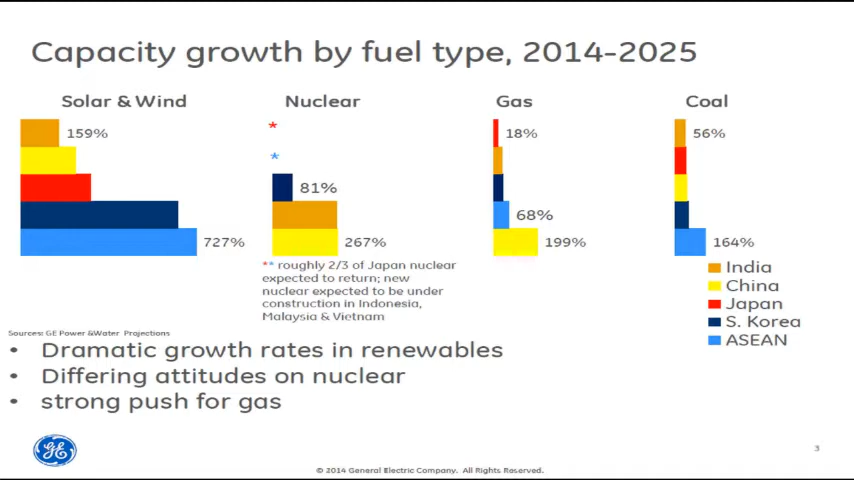 Capacity growth by fuel type, 2014-2025
Solar & Wind
Nuclear
Gas
Coal
159%
727%
*
*
81%
267%
18%
68%
199%
56%
164%
** roughly 2/3 of Japan nuclear
expected to return; new
nuclear expected to be under
construction in Indonesia,
Malaysia & Vietnam
India
China
Japan
S. Korea
ASEAN
Sources: GE Power &Water Projections
• Dramatic growth rates in renewables
• Differing attitudes on nuclear
• strong push for gas
GE
3
© 2014 General Electric Company. All Rights Reserved.